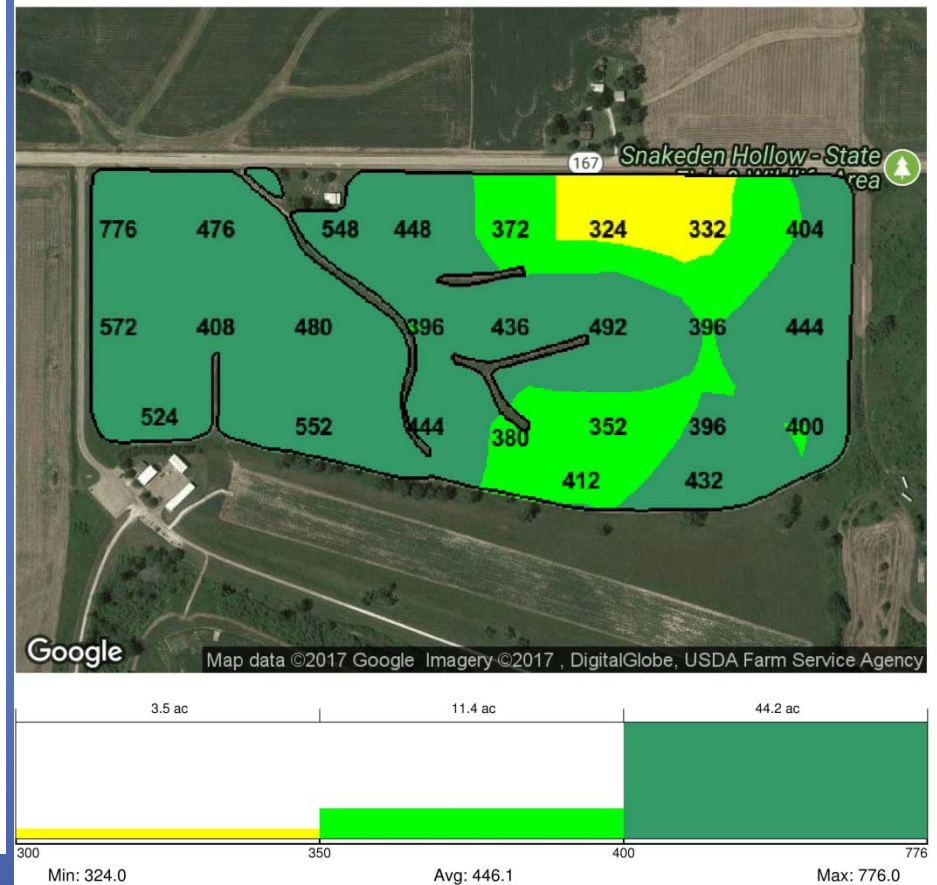 167 Snakeden Hollow - State
Fish & Wildlife Area
776 476 548 448 372 324 332 404
572 408 480 396 436 492 396 444
524 552 444 380 352 396 400
412 432
Google Map data ©2017 Google Imagery ©2017 , DigitalGlobe, USDA Farm Service Agency
3.5 ac 11.4 ac 44.2 ac
300 350 400 776
Min: 324.0 Avg: 446.1 Max: 776.0